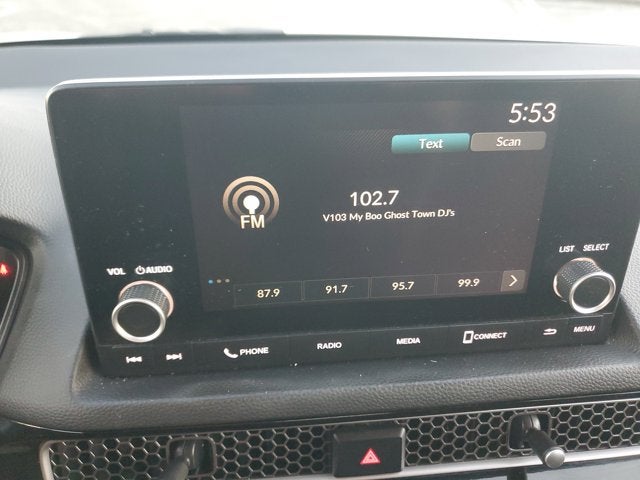 5:53
Text Scan
102.7
FM
V103 My Boo Ghost Town DJ's
VOL AUDIO
LIST SELECT
87.9 91.7 95.7 99.9 >
PHONE RADIO MEDIA CONNECT MENU